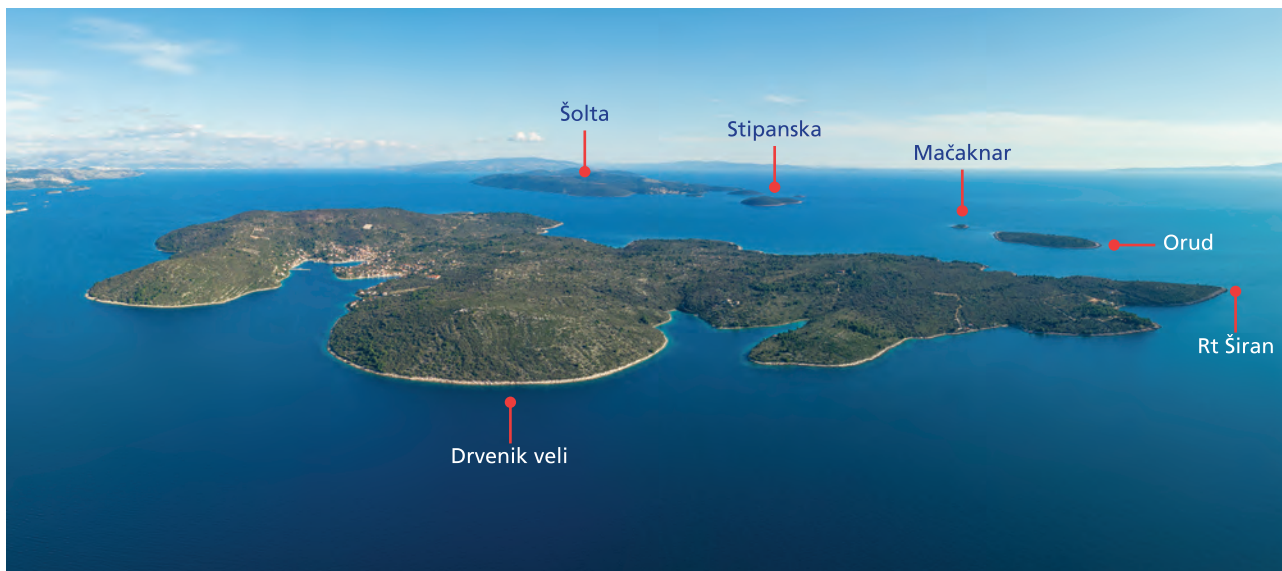 Šolta
Stipanska
Mačaknar
Orud
Rt Širan
Drvenik veli